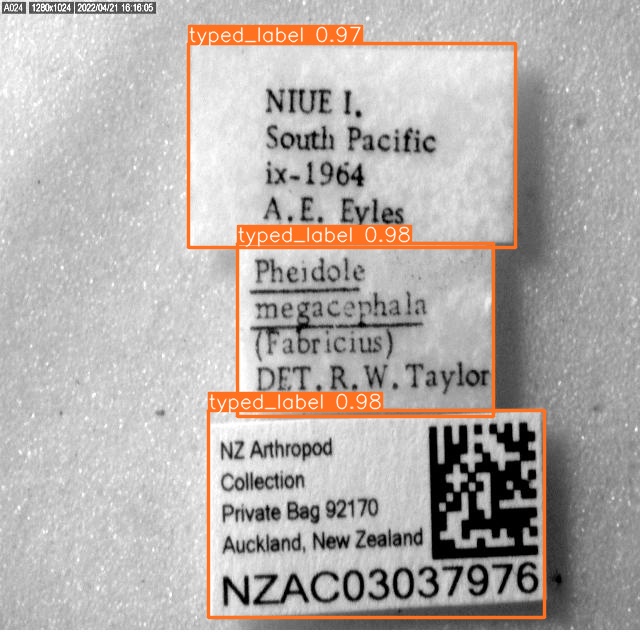 A024 1280x1024 2022/04/21 16:16:05
typed_label 0.97
NIUE I.
South Pacific
ix-1964
A.E. Eyles
typed_label 0.98
Pheidole
megacephala
(Fabricius)
DET. R. W. Taylor
typed_label 0.98
NZ Arthropod
Collection
Private Bag 92170
Auckland, New Zealand
NZAC03037976